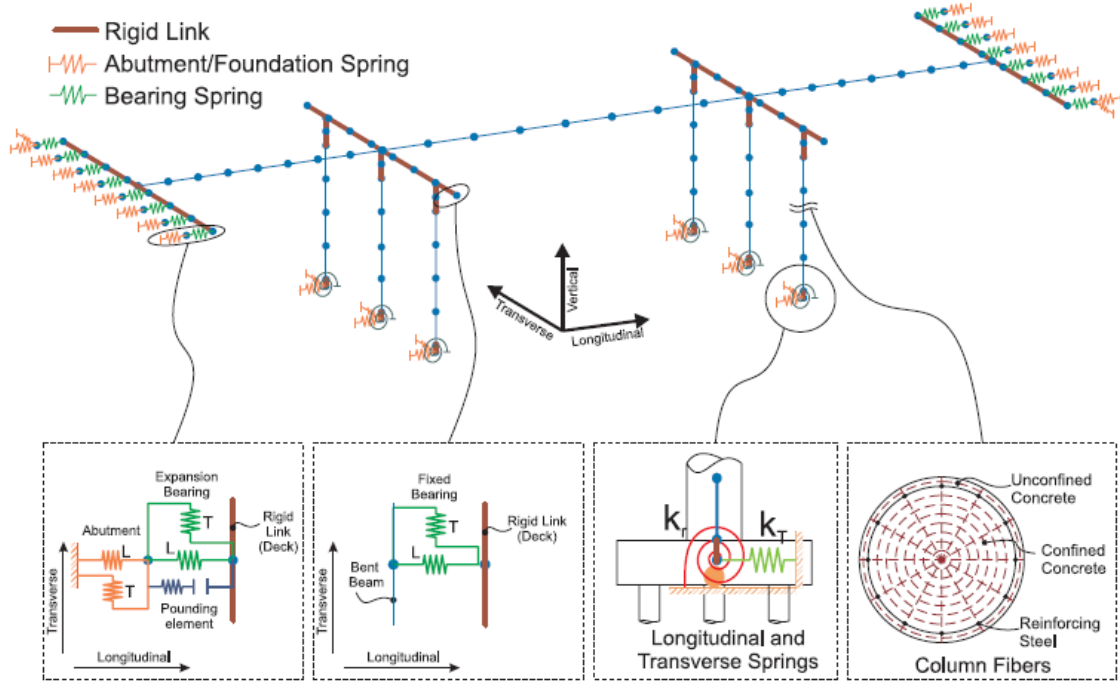 Rigid Link
Abutment/Foundation Spring
Bearing Spring
Vertical
Transverse
Longitudinal
Expansion
Bearing
Abutment
T
Rigid
Link
(Deck)
L
L
T
Pounding
element
Transverse
Longitudinal
Fixed
Bearing
T
Rigid Link
(Deck)
L
Bent
Beam
Transverse
Longitudinal
kr
kT
Longitudinal and
Transverse Springs
Unconfined
Concrete
Confined
Concrete
Reinforcing
Steel
Column Fibers